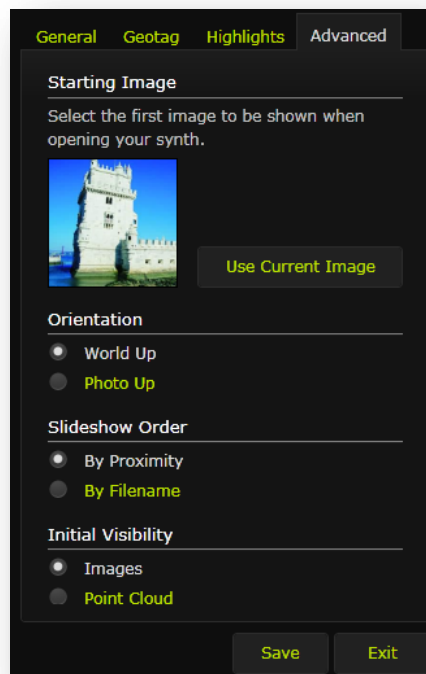 General Geotag Highlights Advanced
Starting Image
Select the first image to be shown when
opening your synth.
Use Current Image
Orientation
World Up
Photo Up
Slideshow Order
By Proximity
By Filename
Initial Visibility
Images
Point Cloud
Save Exit